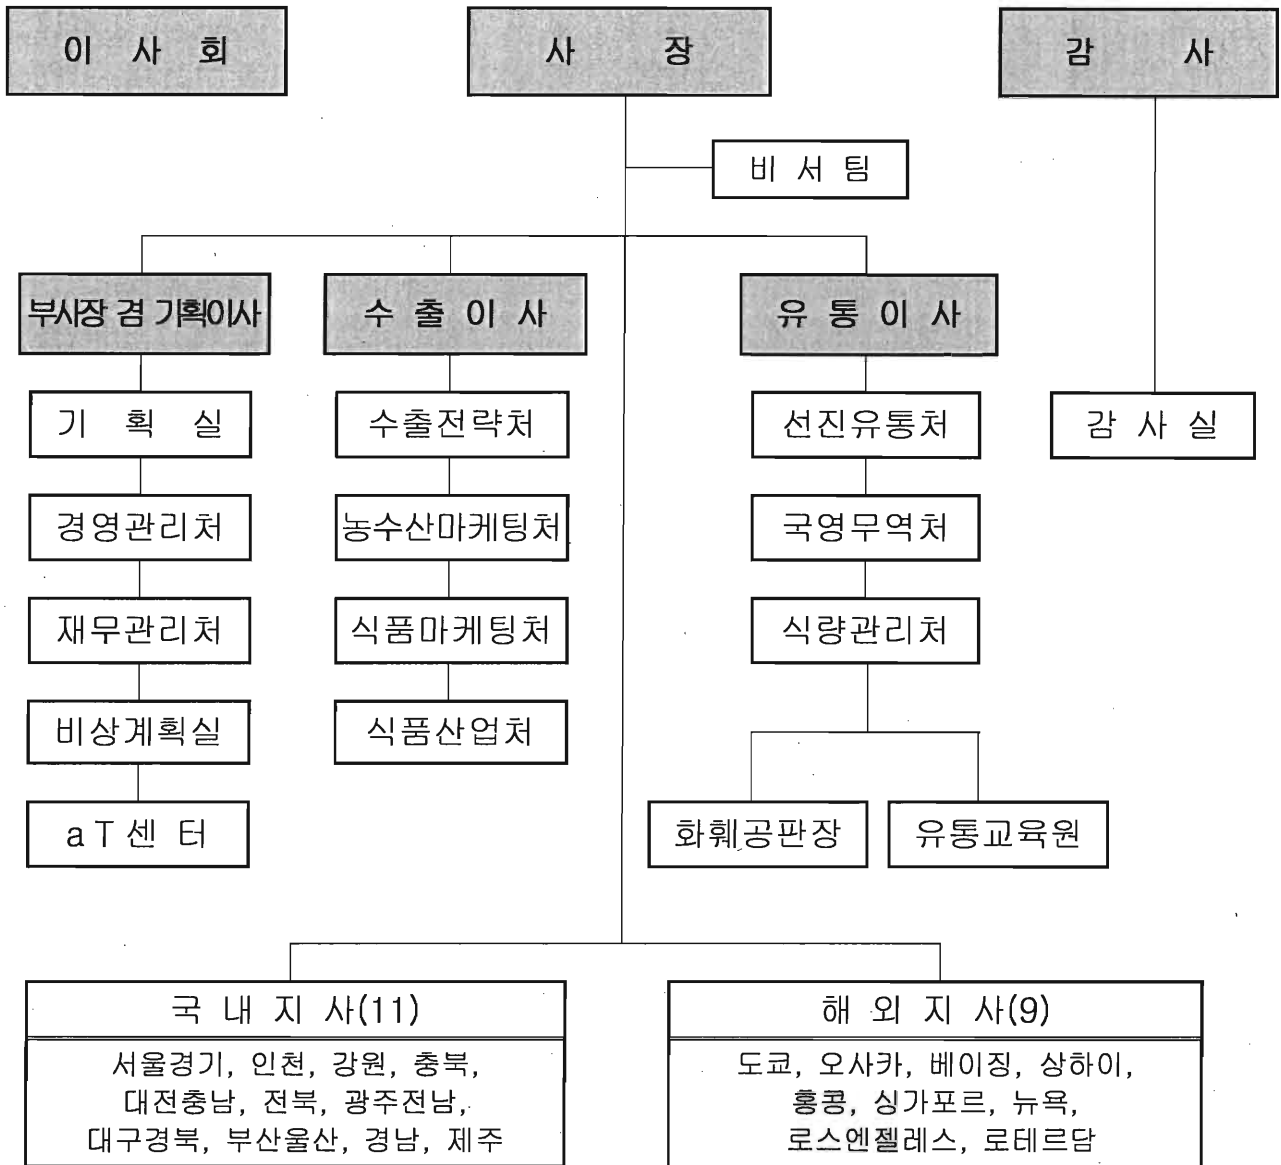 이 사 회
사 장
감 사
비 서 팀
부사장 겸 기획이사
수 출 이 사
유 통 이 사
기 획 실
수출전략처
선진유통처
감 사 실
경영관리처
농수산마케팅처
국영무역처
재무관리처
식품마케팅처
식량관리처
비상계획실
식품산업처
aT센 터
화훼공판장
유통교육원
국 내 지 사(11)
서울경기, 인천, 강원, 충북,
대전충남, 전북, 광주전남,
대구경북, 부산울산, 경남, 제주
해 외 지 사(9)
도쿄, 오사카, 베이징, 상하이,
홍콩, 싱가포르, 뉴욕,
로스엔젤레스, 로테르담